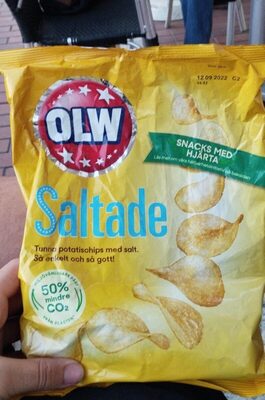 12.09.2022 C2
OLW
SNACKS MED
HJÄRTA
Saltade
Tunna potatischips med salt.
Så enkelt och så gott!
50%
mindre
CO2